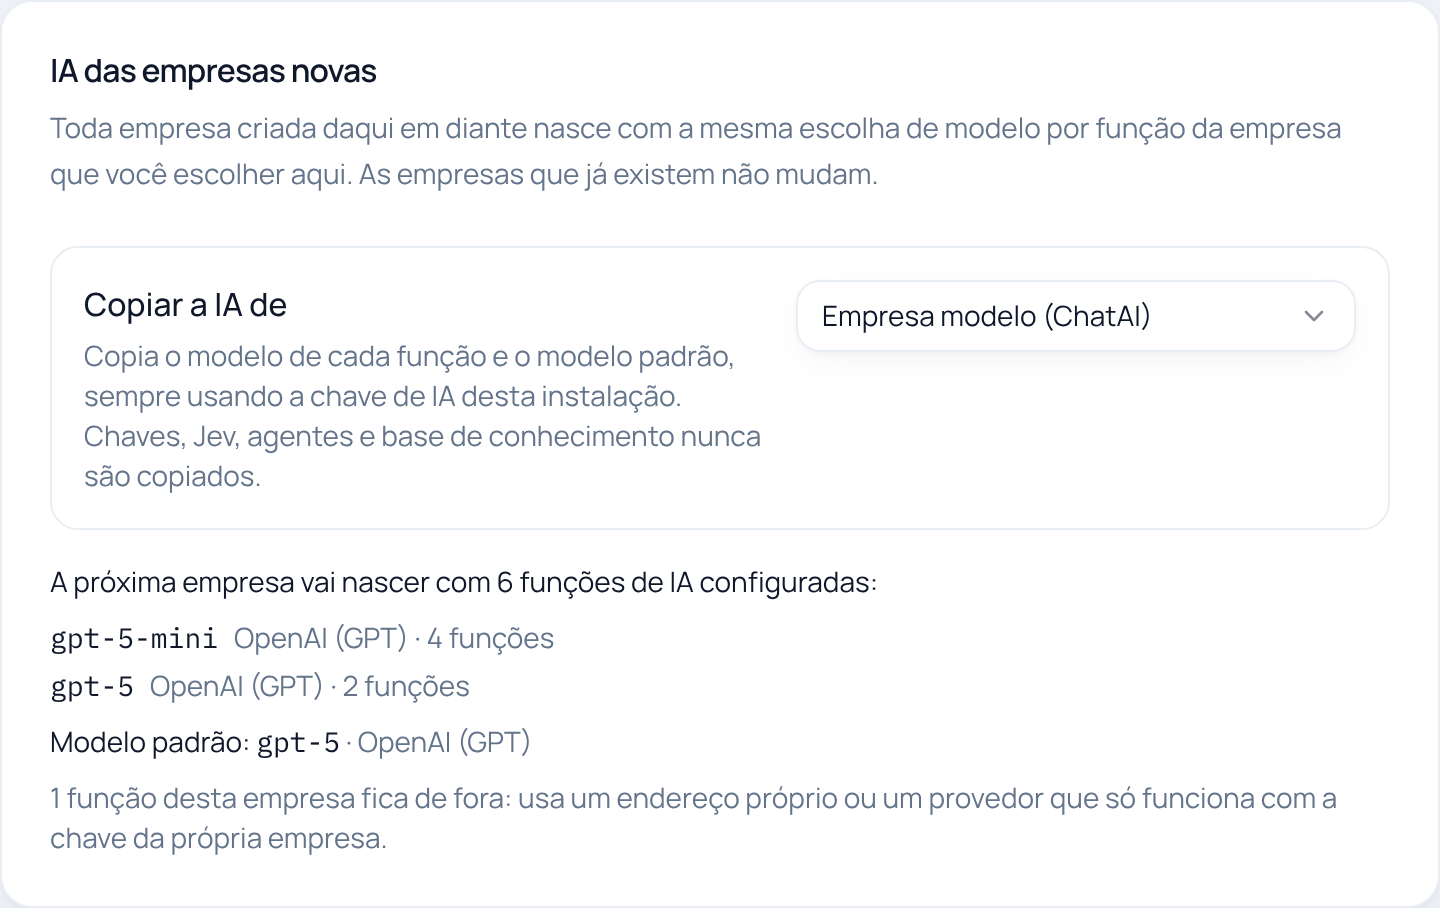 IA das empresas novas
Toda empresa criada daqui em diante nasce com a mesma escolha de modelo por função da empresa
que você escolher aqui. As empresas que já existem não mudam.
Copiar a IA de
Empresa modelo (ChatAI)
Copia o modelo de cada função e o modelo padrão,
sempre usando a chave de IA desta instalação.
Chaves, Jev, agentes e base de conhecimento nunca
são copiados.
A próxima empresa vai nascer com 6 funções de IA configuradas:
gpt-5-mini OpenAI (GPT) · 4 funções
gpt-5 OpenAI (GPT) · 2 funções
Modelo padrão: gpt-5 · OpenAI (GPT)
1 função desta empresa fica de fora: usa um endereço próprio ou um provedor que só funciona com a
chave da própria empresa.